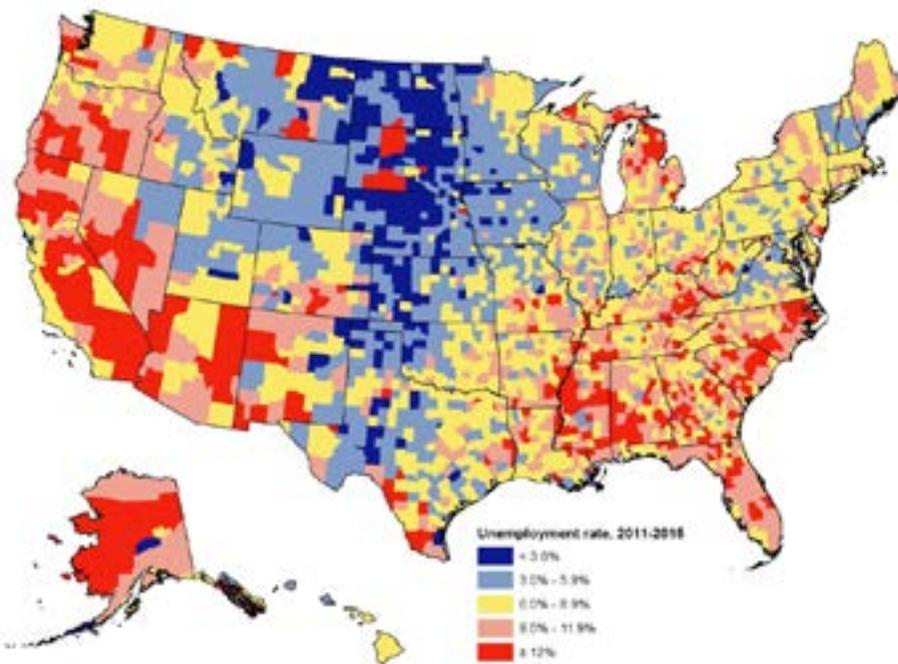 Unemployment rate, 2011-2015
< 3.0%
3.0% - 5.9%
6.0% - 8.9%
9.0% - 11.9%
≥ 12%